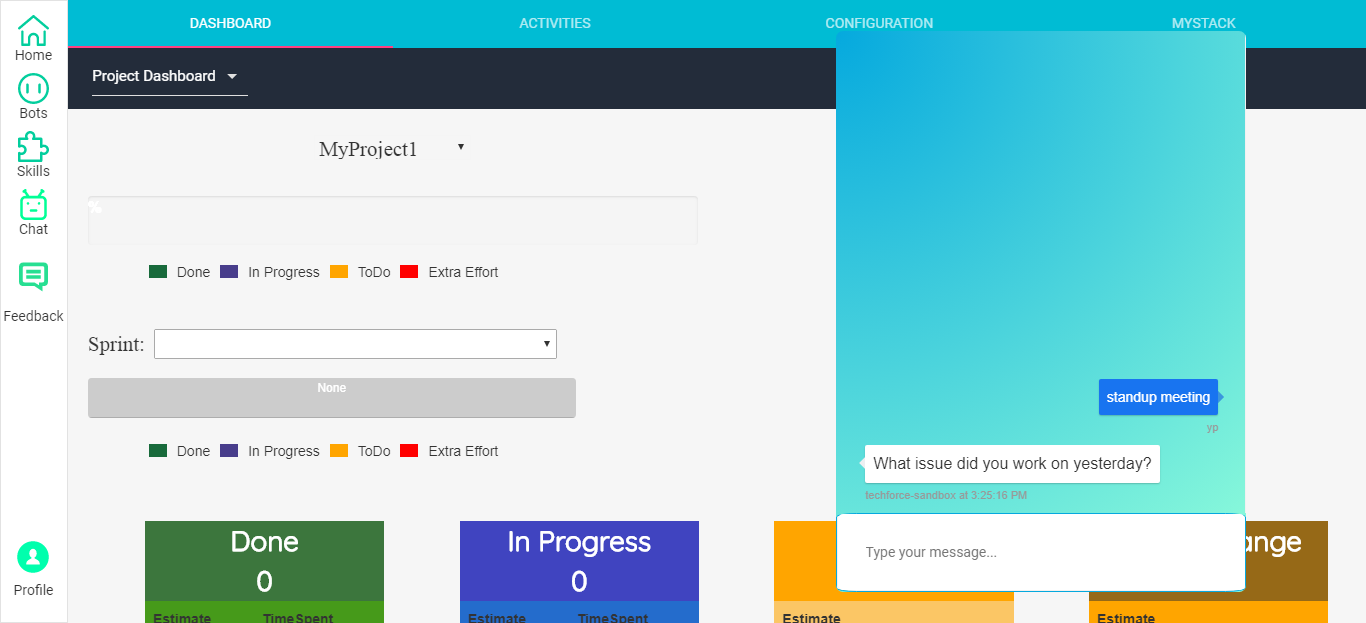 DASHBOARD
ACTIVITIES
CONFIGURATION
MYSTACK
Home
Bots
Skills
Chat
Feedback
Profile
Project Dashboard
MyProject1
%
Done
In Progress
ToDo
Extra Effort
Sprint:
None
Done
In Progress
ToDo
Extra Effort
Done
0
Estimate TimeSpent
In Progress
0
Estimate TimeSpent
Estimate
Estimate
standup meeting
yp
What issue did you work on yesterday?
techforce-sandbox at 3:25:16 PM
Type your message...